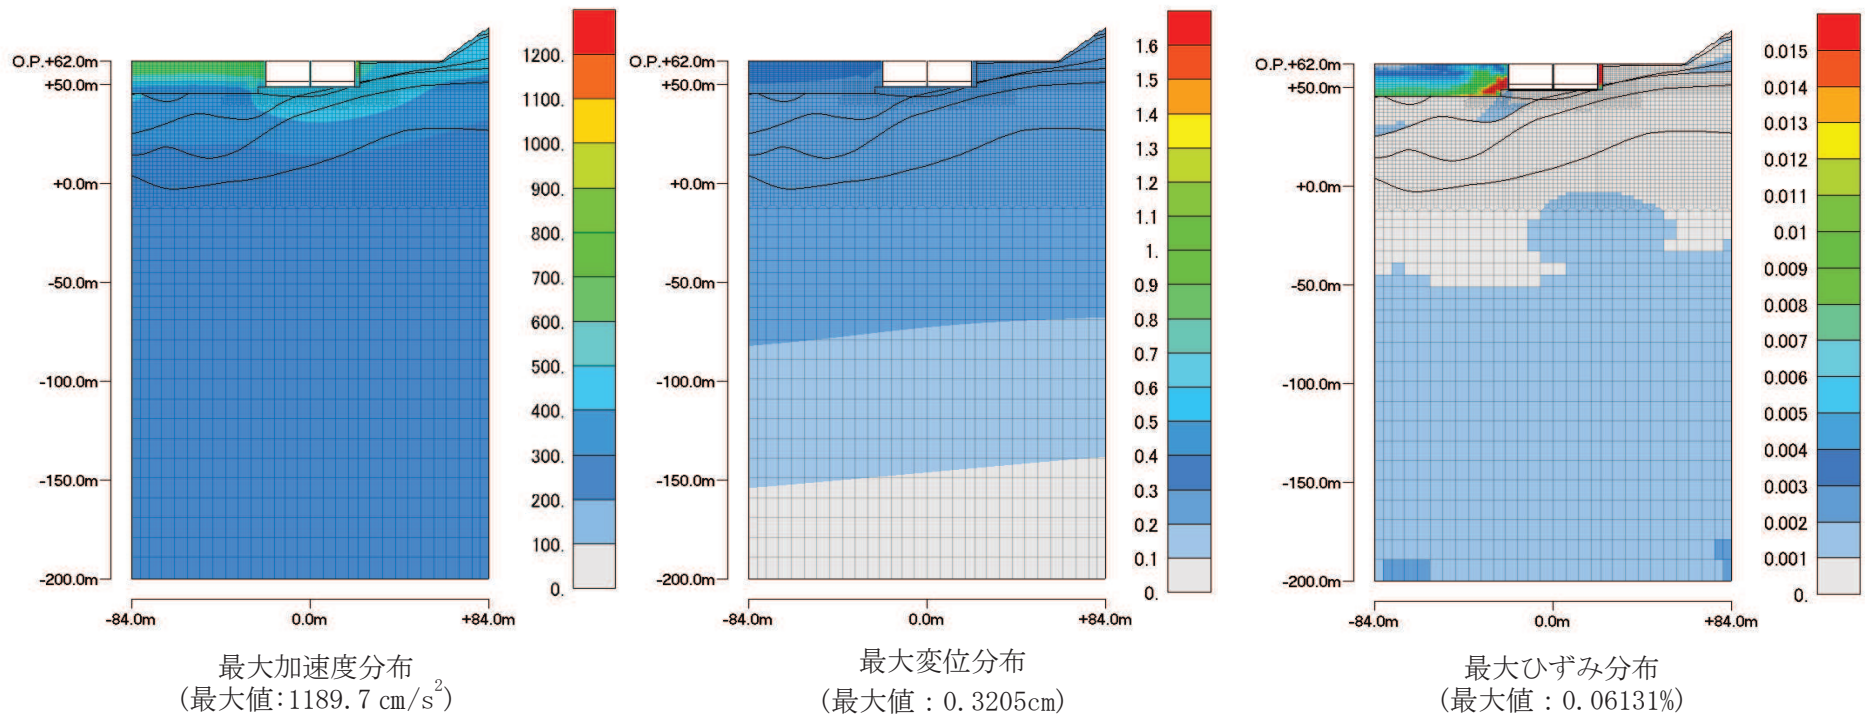 O.P.+62.0m
+50.0m
+0.0m
-50.0m
-100.0m
-150.0m
-200.0m
-84.0m 0.0m +84.0m
1200.
1100.
1000.
900.
800.
700.
600.
500.
400.
300.
200.
100.
0.
最大加速度分布
(最大値:1189.7 cm/s²)
O.P.+62.0m
+50.0m
+0.0m
-50.0m
-100.0m
-150.0m
-200.0m
-84.0m 0.0m +84.0m
1.6
1.5
1.4
1.3
1.2
1.1
1.
0.9
0.8
0.7
0.6
0.5
0.4
0.3
0.2
0.1
0.
最大変位分布
(最大値：0.3205cm)
O.P.+62.0m
+50.0m
+0.0m
-50.0m
-100.0m
-150.0m
-200.0m
-84.0m 0.0m +84.0m
0.015
0.014
0.013
0.012
0.011
0.01
0.009
0.008
0.007
0.006
0.005
0.004
0.003
0.002
0.001
0.
最大ひずみ分布
(最大値：0.06131%)